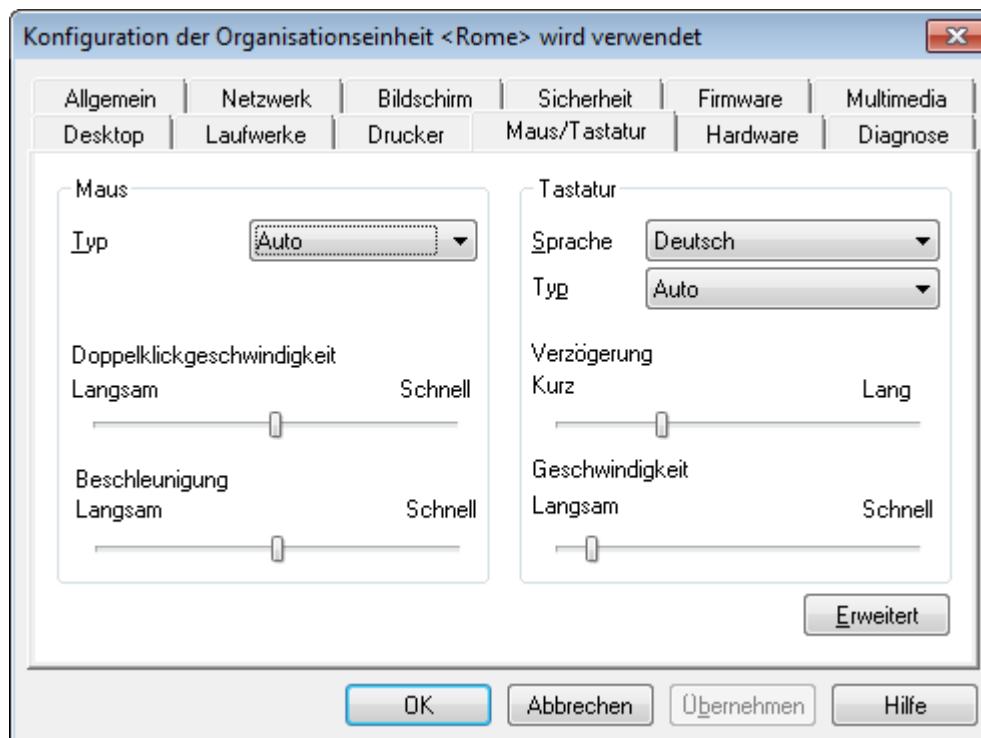 Konfiguration der Organisationseinheit <Rome> wird verwendet
Allgemein Netzwerk Bildschirm Sicherheit Firmware Multimedia
Desktop Laufwerke Drucker Maus/Tastatur Hardware Diagnose
Maus
Typ Auto
Doppelklickgeschwindigkeit
Langsam Schnell
Beschleunigung
Langsam Schnell
Tastatur
Sprache Deutsch
Typ Auto
Verzögerung
Kurz Lang
Geschwindigkeit
Langsam Schnell
Erweitert
OK Abbrechen Übernehmen Hilfe